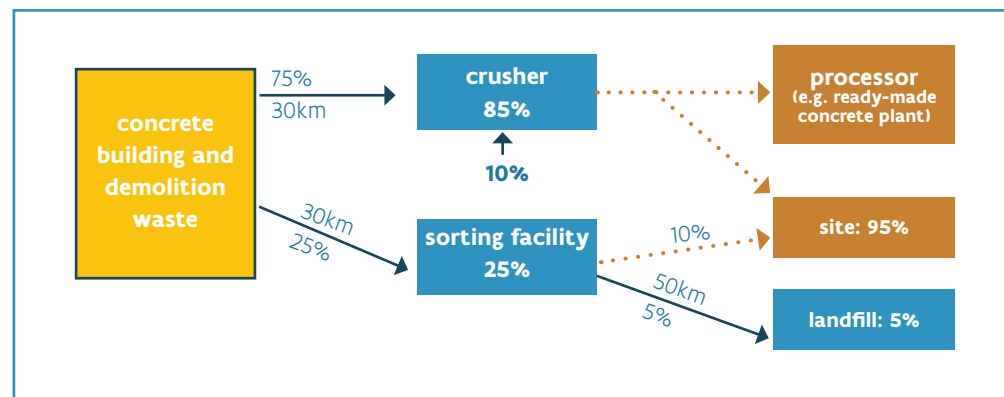 concrete
building and
demolition
waste
75%
30km
crusher
85%
10%
30km
25%
sorting facility
25%
processor
(e.g. ready-made
concrete plant)
10%
site: 95%
50km
5%
landfill: 5%